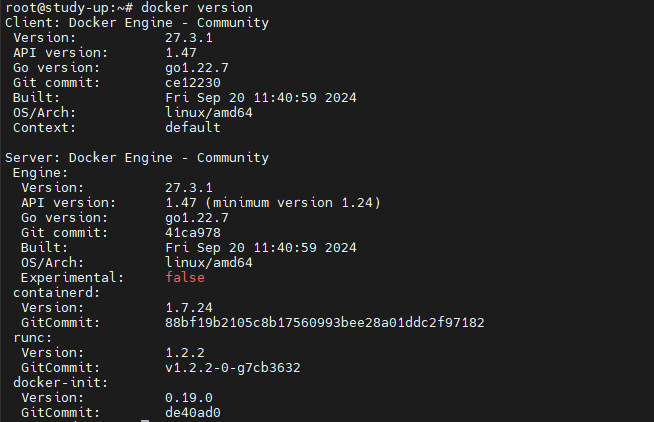 root@study-up:~# docker version
Client: Docker Engine - Community
 Version:           27.3.1
 API version:       1.47
 Go version:        go1.22.7
 Git commit:        ce12230
 Built:             Fri Sep 20 11:40:59 2024
 OS/Arch:           linux/amd64
 Context:           default

Server: Docker Engine - Community
 Engine:
  Version:          27.3.1
  API version:      1.47 (minimum version 1.24)
  Go version:       go1.22.7
  Git commit:       41ca978
  Built:            Fri Sep 20 11:40:59 2024
  OS/Arch:          linux/amd64
  Experimental:     false
 containerd:
  Version:          1.7.24
  GitCommit:        88bf19b2105c8b17560993bee28a01ddc2f97182
 runc:
  Version:          1.2.2
  GitCommit:        v1.2.2-0-g7cb3632
 docker-init:
  Version:          0.19.0
  GitCommit:        de40ad0